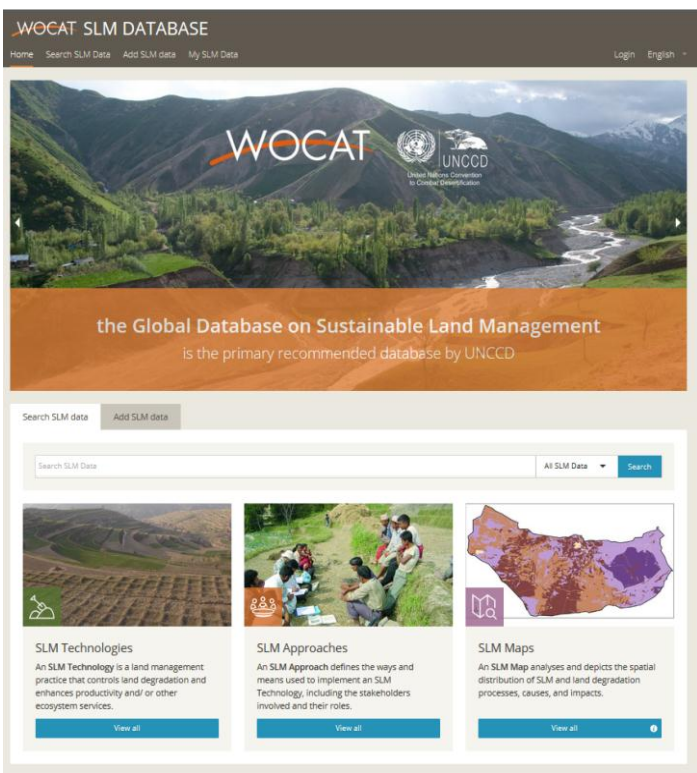 WOCAT SLM DATABASE
Home Search SLM Data Add SLM data My SLM Data Login English
WOCAT
UNCCD
United Nations Convention
to Combat Desertification
the Global Database on Sustainable Land Management
is the primary recommended database by UNCCD
Search SLM data Add SLM data
Search SLM Data All SLM Data Search
SLM Technologies
An SLM Technology is a land management
practice that controls land degradation and
enhances productivity and/ or other
ecosystem services.
View all
SLM Approaches
An SLM Approach defines the ways and
means used to implement an SLM
Technology, including the stakeholders
involved and their roles.
View all
SLM Maps
An SLM Map analyses and depicts the spatial
distribution of SLM and land degradation
processes, causes, and impacts.
View all